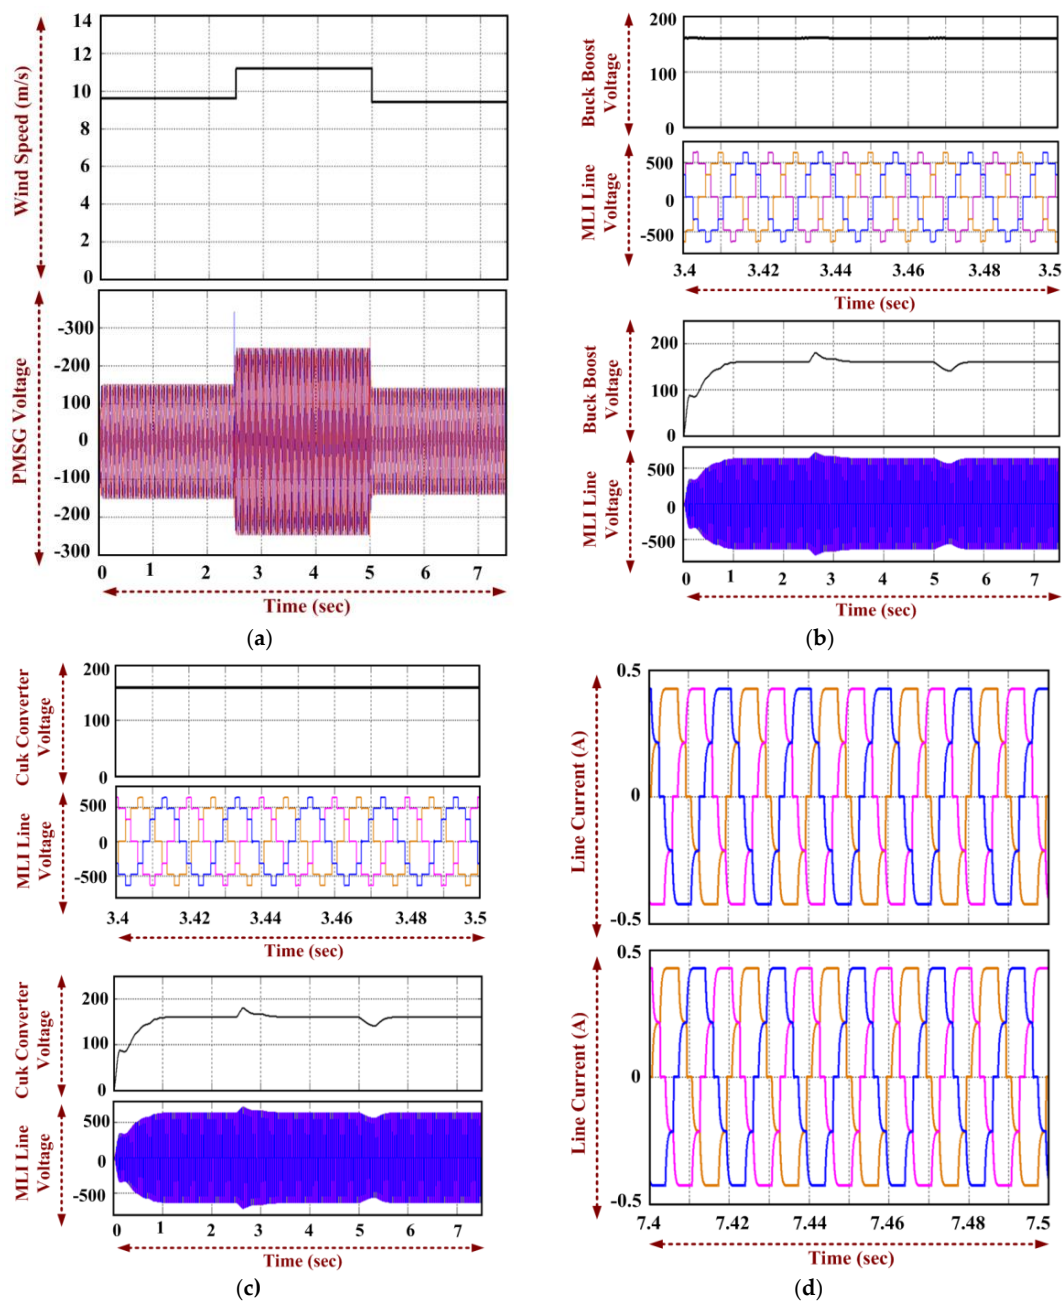 14
12
10
8
6
4
2
0
Wind Speed (m/s)
-300
-200
100
0
-100
-200
-300
PMSG Voltage
0 1 2 3 4 5 6 7
Time (sec)
(a)
200
100
0
Buck Boost
Voltage
500
0
-500
MLI Line
Voltage
3.4 3.42 3.44 3.46 3.48 3.5
Time (sec)
200
100
0
Buck Boost
Voltage
500
0
-500
MLI Line
Voltage
0 1 2 3 4 5 6 7
Time (sec)
(b)
200
100
0
Cuk Converter
Voltage
500
0
-500
MLI Line
Voltage
3.4 3.42 3.44 3.46 3.48 3.5
Time (sec)
200
100
0
Cuk Converter
Voltage
500
0
-500
MLI Line
Voltage
0 1 2 3 4 5 6 7
Time (sec)
(c)
0.5
0
-0.5
Line Current (A)
0.5
0
-0.5
Line Current (A)
7.4 7.42 7.44 7.46 7.48 7.5
Time (sec)
(d)